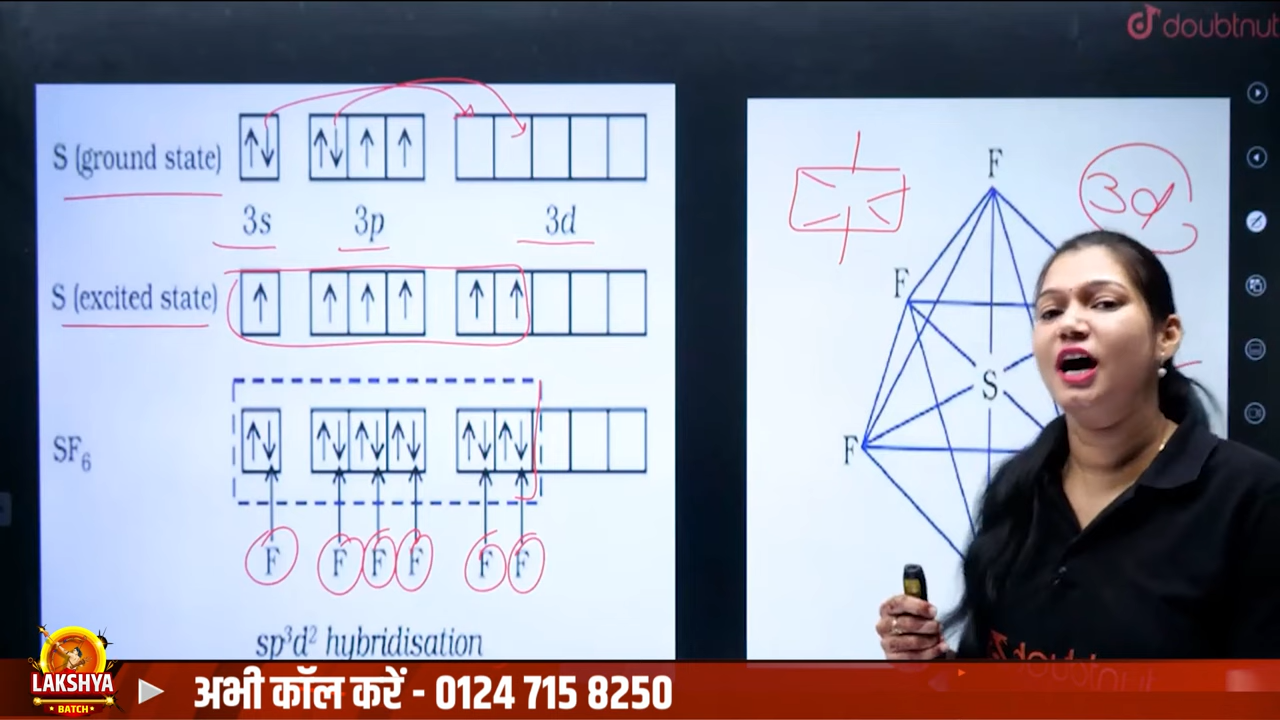 doubtnut
S (ground state) ↑↓ ↑↓ ↑ ↑
3s 3p 3d
S (excited state) ↑ ↑ ↑ ↑ ↑ ↑
SF₆ ↑↓ ↑↓ ↑↓ ↑↓ ↑↓ ↑↓
F F F F F F
sp³d² hybridisation
3d
F
F
S
F
LAKSHYA
BATCH
अभी कॉल करें - 0124 715 8250